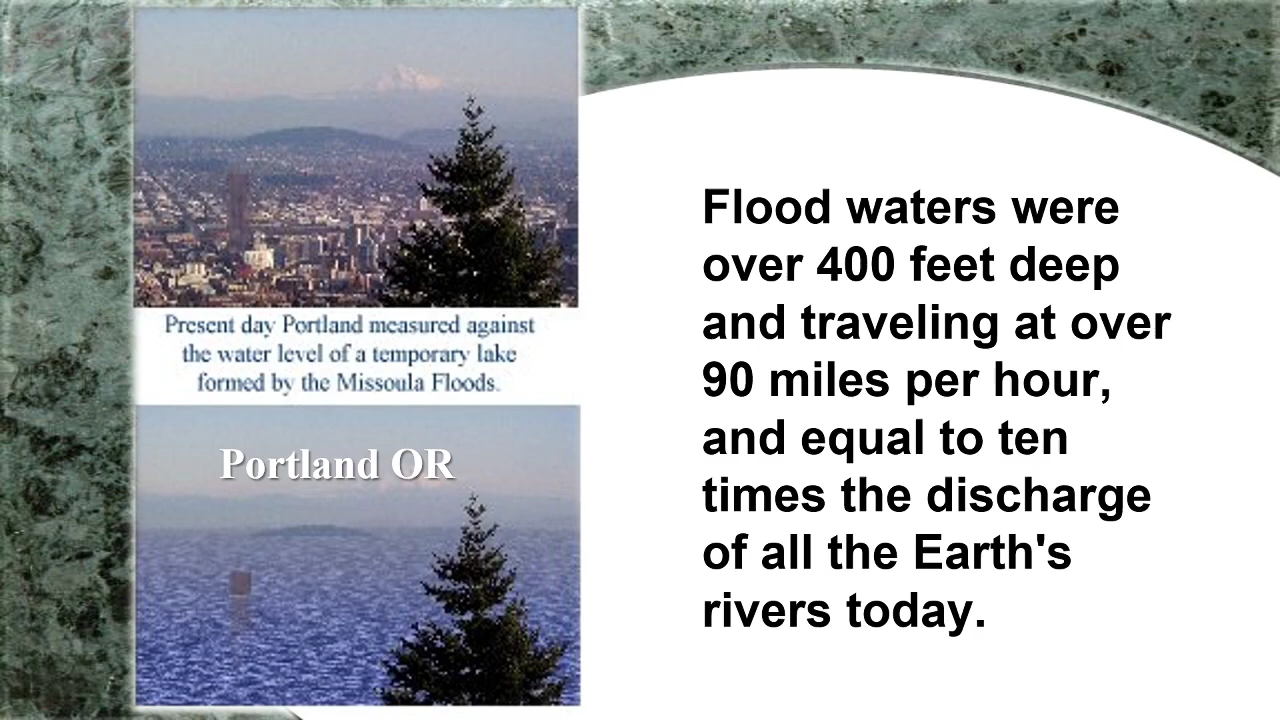 Present day Portland measured against
the water level of a temporary lake
formed by the Missoula Floods.
Portland OR
Flood waters were
over 400 feet deep
and traveling at over
90 miles per hour,
and equal to ten
times the discharge
of all the Earth's
rivers today.